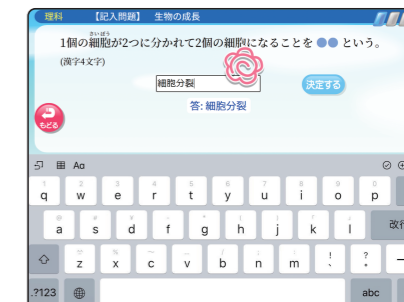 理科 【記入問題】 生物の成長
さいぼう
1個の細胞が2つに分かれて2個の細胞になることを ●● という。
(漢字4文字)
細胞分裂
決定する
答: 細胞分裂
もどる
Aα
q w e r t y u i o p
a s d f g h j k l 改行
z x c v b n m ! 、 ? 。
.?123 abc